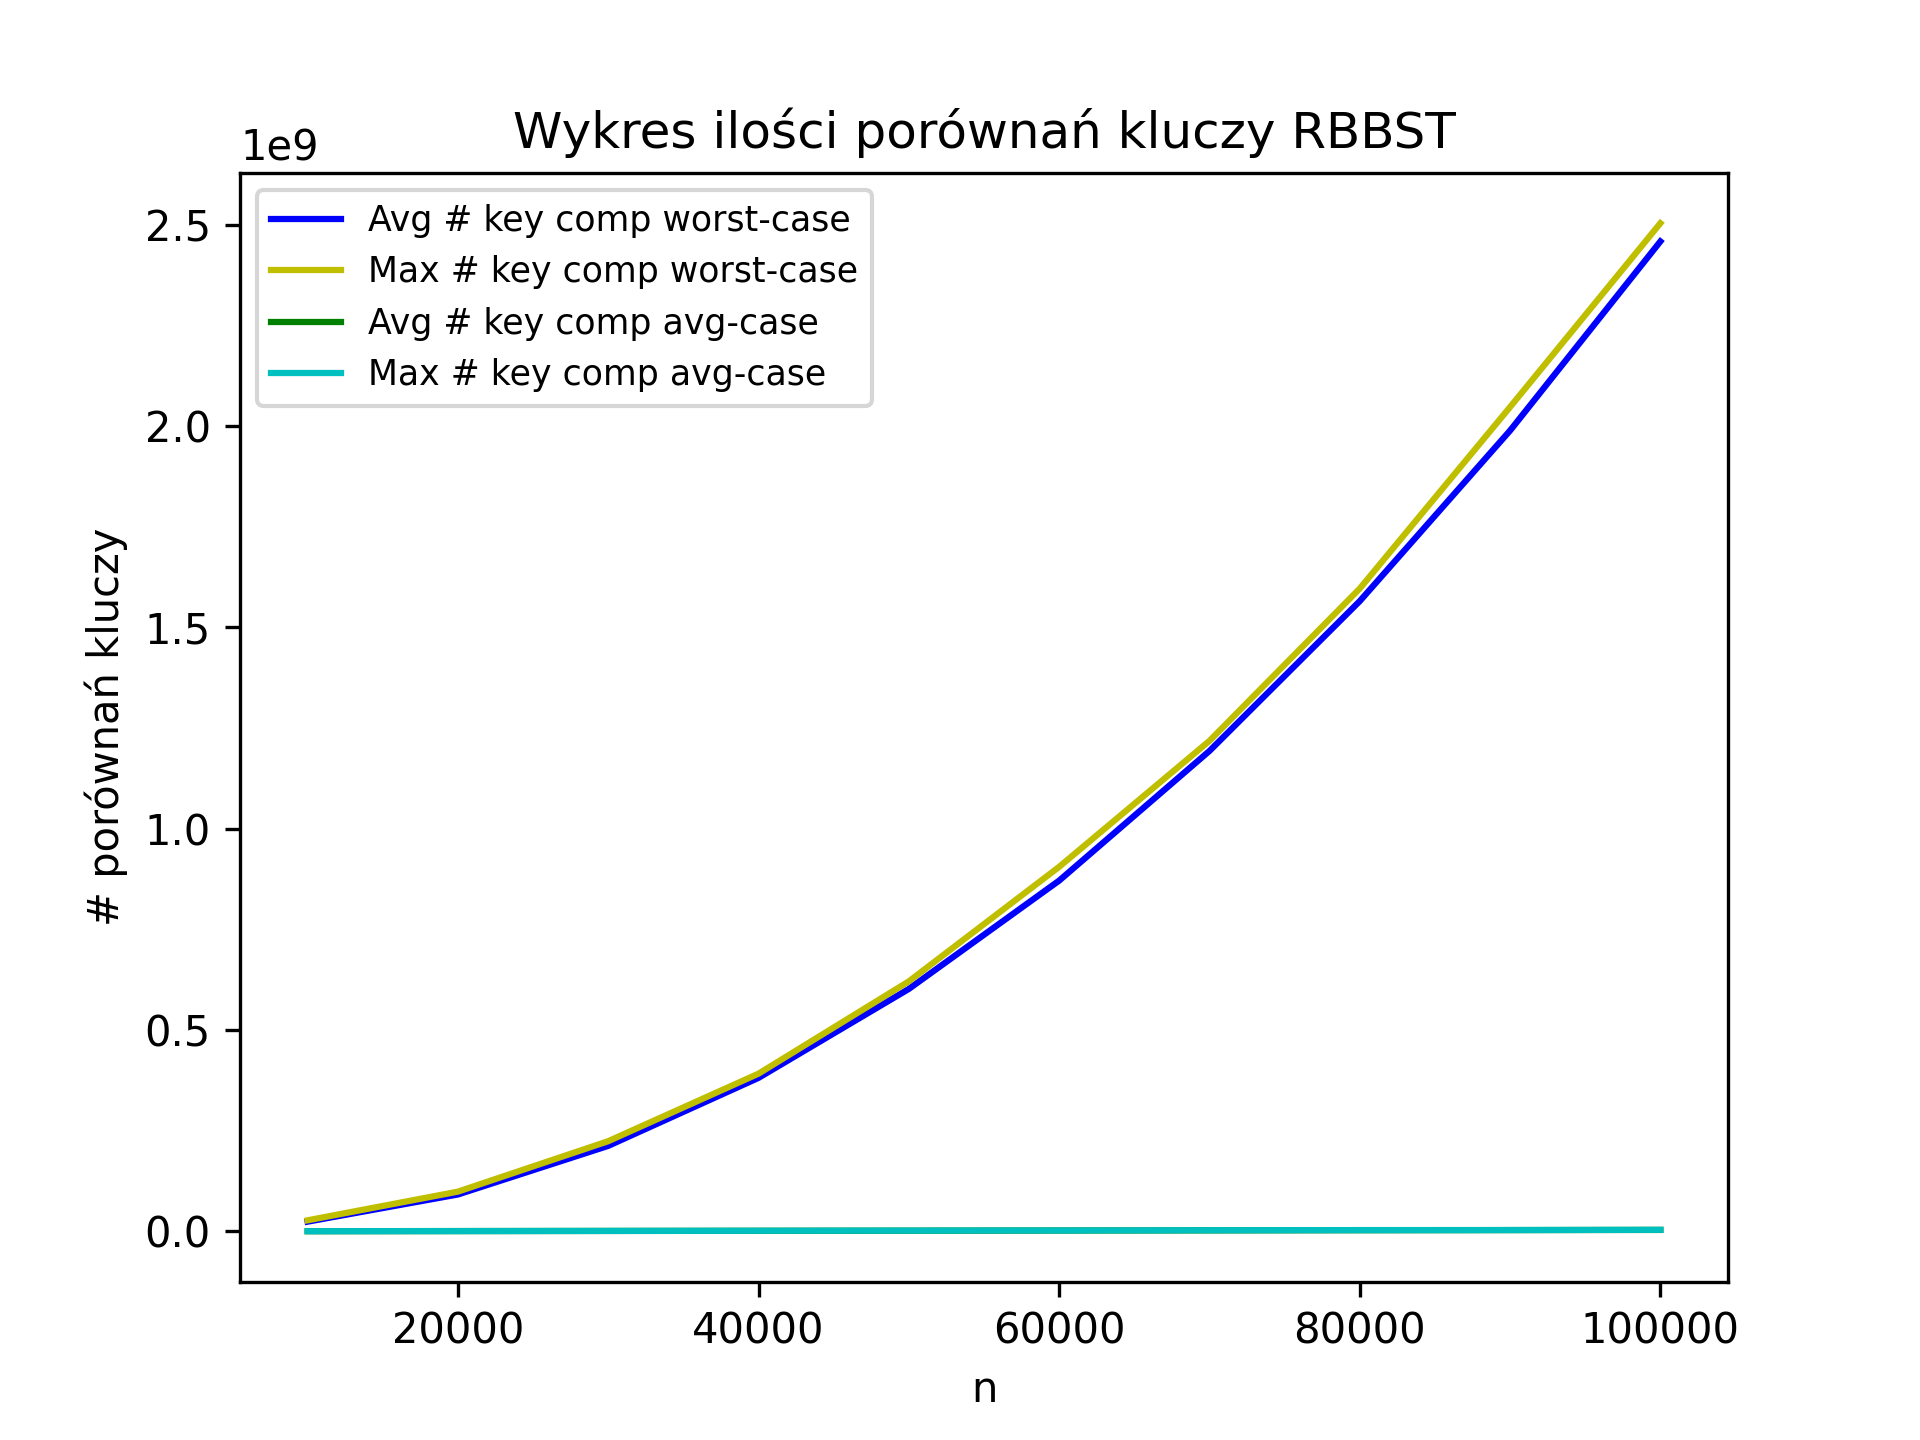 Wykres ilości porównań kluczy RBBST
1e9
2.5
2.0
1.5
1.0
0.5
0.0
# porównań kluczy
Avg # key comp worst-case
Max # key comp worst-case
Avg # key comp avg-case
Max # key comp avg-case
20000 40000 60000 80000 100000
n